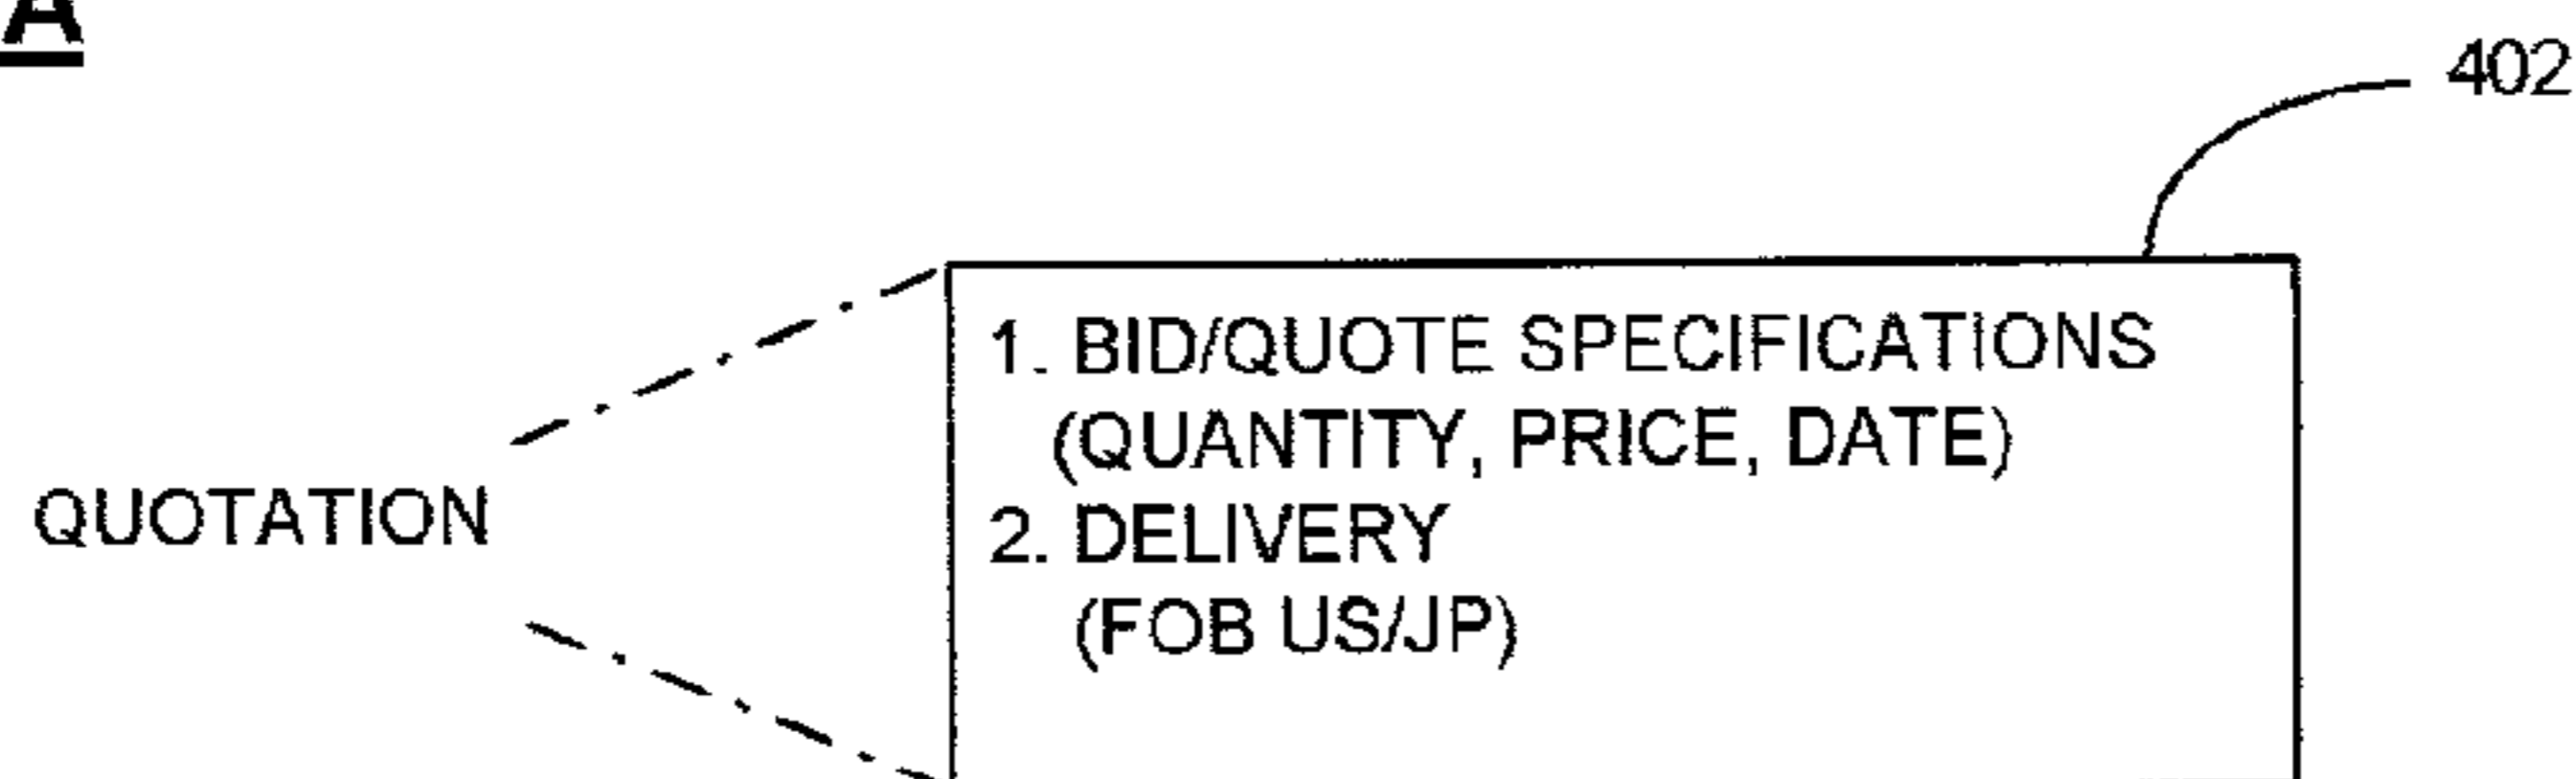 A
402
1. BID/QUOTE SPECIFICATIONS
(QUANTITY, PRICE, DATE)
QUOTATION
2. DELIVERY
(FOB US/JP)